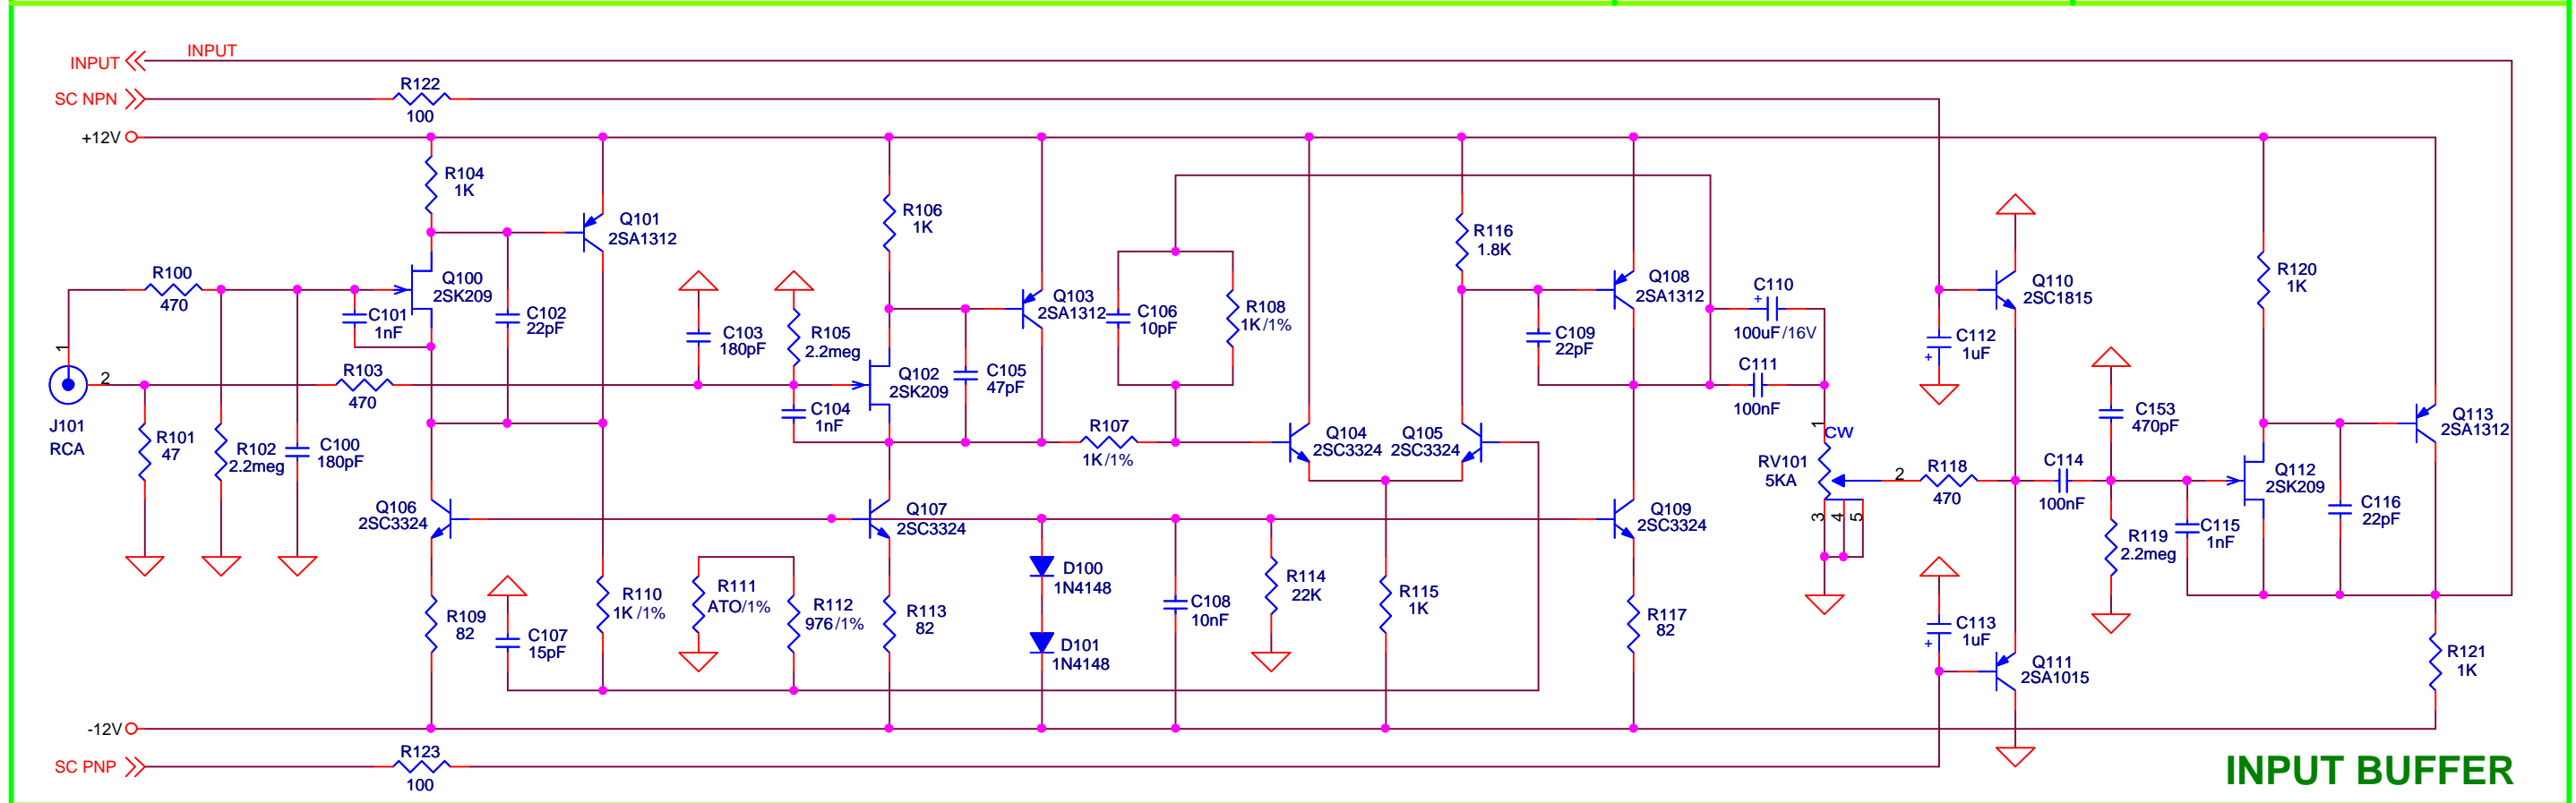 INPUT
INPUT
SC NPN
R122
100
+12V
R104
1K
Q101
2SA1312
R106
1K
R116
1.8K
Q110
2SC1815
R120
1K
R100
470
Q100
2SK209
C101
1nF
C102
22pF
C103
180pF
R105
2.2meg
Q103
2SA1312
C106
10pF
R108
1K/1%
Q108
2SA1312
C109
22pF
C110
+
100uF/16V
C111
100nF
C112
1uF
+
1
2
J101
RCA
R103
470
Q102
2SK209
C105
47pF
C104
1nF
R101
47
R102
2.2meg
C100
180pF
R107
1K/1%
Q104
2SC3324
Q105
2SC3324
1
CW
RV101
5KA
2
3
4
5
R118
470
C114
100nF
C153
470pF
Q113
2SA1312
Q112
2SK209
C116
22pF
C115
1nF
R119
2.2meg
Q106
2SC3324
Q107
2SC3324
Q109
2SC3324
D100
1N4148
D101
1N4148
R109
82
C107
15pF
R110
1K/1%
R111
ATO/1%
R112
976/1%
R113
82
C108
10nF
R114
22K
R115
1K
R117
82
C113
1uF
+
Q111
2SA1015
R121
1K
-12V
SC PNP
R123
100
INPUT BUFFER